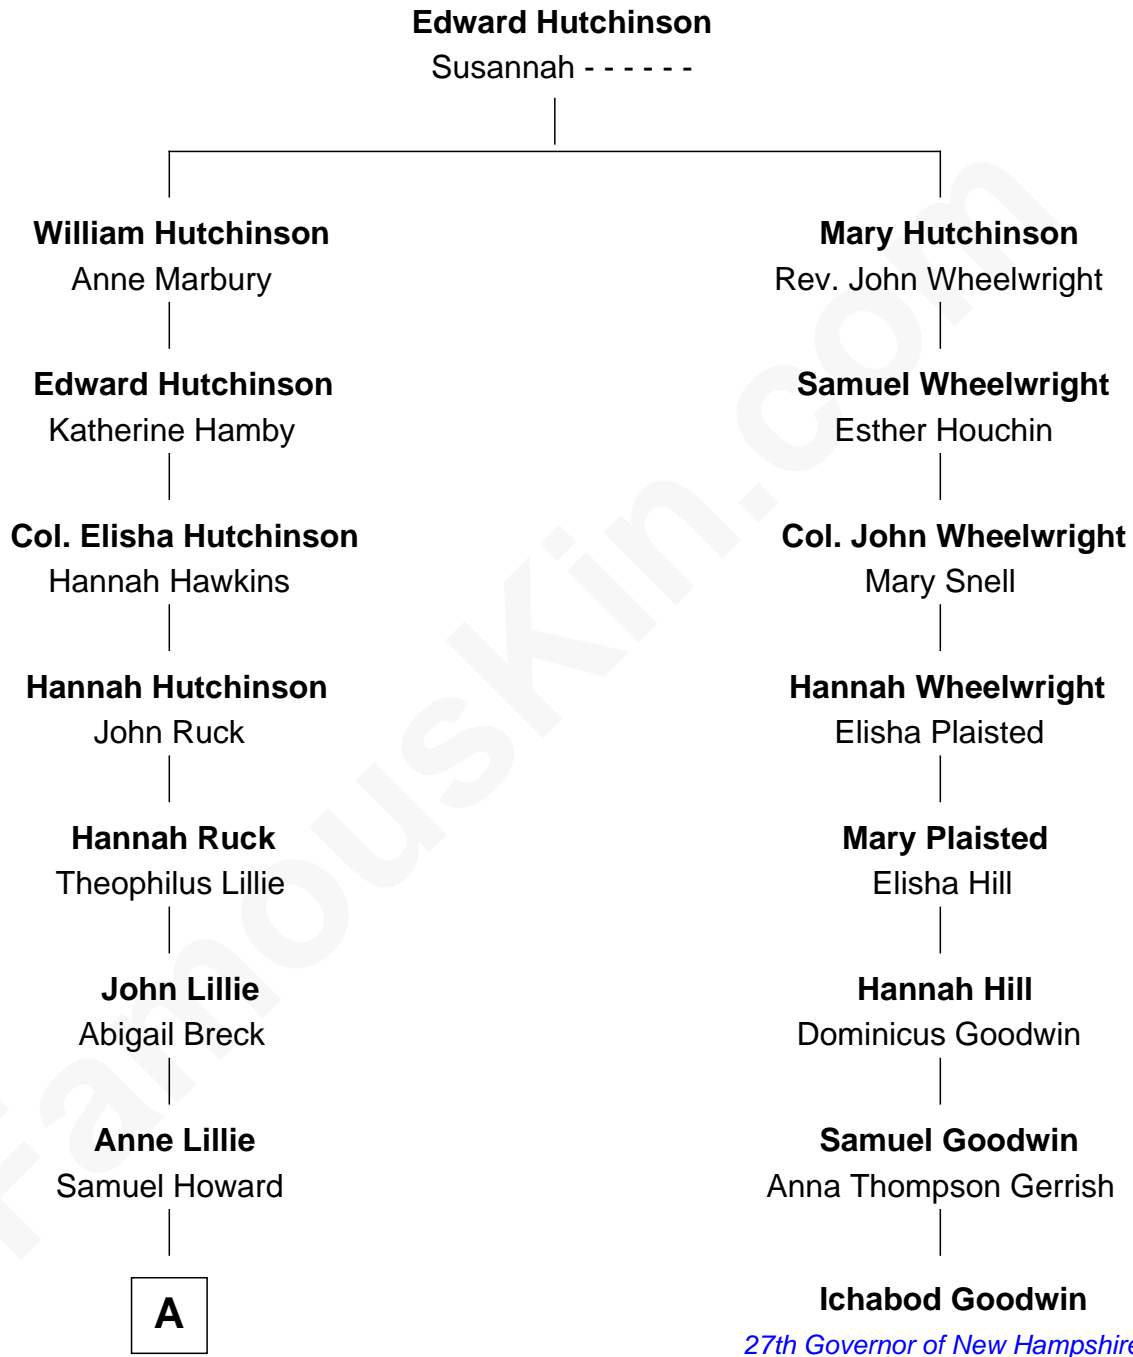 Edward Hutchinson
Susannah - - - - - -
William Hutchinson
Anne Marbury
Mary Hutchinson
Rev. John Wheelwright
Edward Hutchinson
Katherine Hamby
Samuel Wheelwright
Esther Houchin
Col. Elisha Hutchinson
Hannah Hawkins
Col. John Wheelwright
Mary Snell
Hannah Hutchinson
John Ruck
Hannah Wheelwright
Elisha Plaisted
Hannah Ruck
Theophilus Lillie
Mary Plaisted
Elisha Hill
John Lillie
Abigail Breck
Hannah Hill
Dominicus Goodwin
Anne Lillie
Samuel Howard
Samuel Goodwin
Anna Thompson Gerrish
A
Ichabod Goodwin
27th Governor of New Hampshire
FamousKin.com